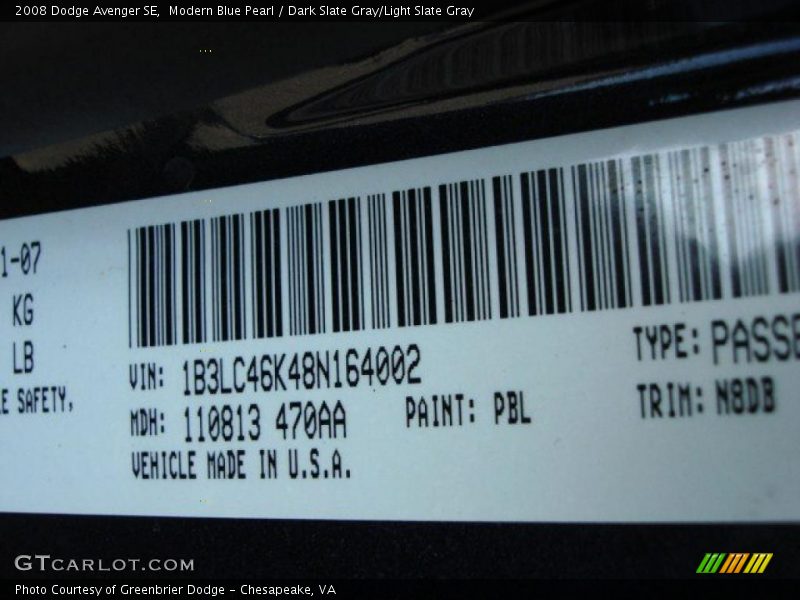 2008 Dodge Avenger SE,  Modern Blue Pearl / Dark Slate Gray/Light Slate Gray
1-07
KG
LB
E SAFETY,
VIN: 1B3LC46K48N164002
TYPE: PASSE
MDH: 110813 470AA
PAINT: PBL
TRIM: N8DB
VEHICLE MADE IN U.S.A.
GTCARLOT.COM
Photo Courtesy of Greenbrier Dodge - Chesapeake, VA